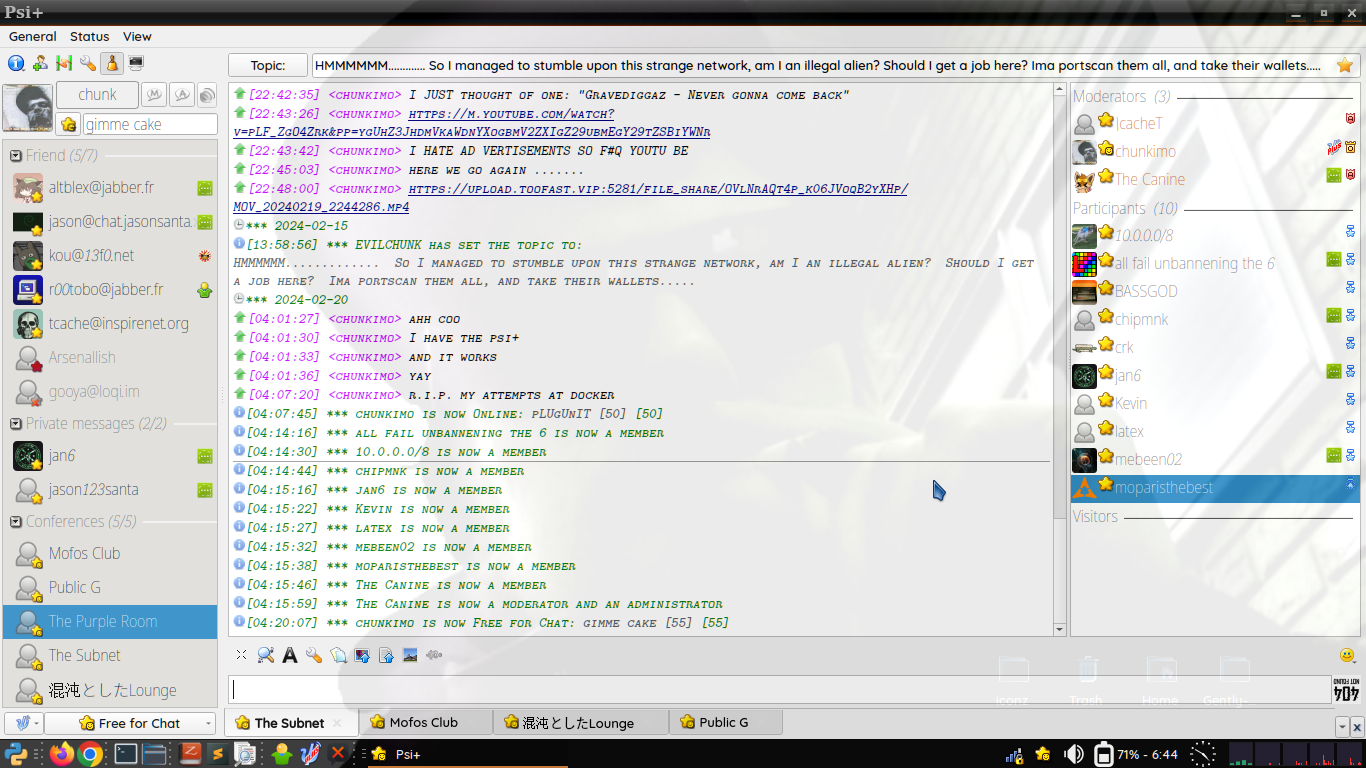 Psi+
General Status View
Topic: HMMMMMM............. So I managed to stumble upon this strange network, am I an illegal alien? Should I get a job here? Ima portscan them all, and take their wallets.....
chunk
gimme cake
Friend (5/7)
altblex@jabber.fr
jason@chat.jasonsanta.
kou@13f0.net
r00tobo@jabber.fr
tcache@inspirenet.org
Arsenallish
gooya@loqi.im
Private messages (2/2)
jan6
jason123santa
Conferences (5/5)
Mofos Club
Public G
The Purple Room
The Subnet
混沌としたLounge
Free for Chat
[22:42:35] <chunkimo> I JUST thought of one: "Gravediggaz - Never gonna come back"
[22:43:26] <chunkimo> https://m.youtube.com/watch?
[22:43:42] <chunkimo> I HATE AD VERTISEMENTS SO F#Q YOUTU BE
[22:45:03] <chunkimo> here we go again .......
[22:48:00] <chunkimo>
MOV_20240219_2244286.mp4
*** 2024-02-15
[13:58:56] *** EVILCHUNK has set the topic to:
HMMMMMM............. So I managed to stumble upon this strange network, am I an illegal alien? Should I get
a job here? Ima portscan them all, and take their wallets.....
*** 2024-02-20
[04:01:27] <chunkimo> ahh coo
[04:01:30] <chunkimo> I have the psi+
[04:01:33] <chunkimo> and it works
[04:01:36] <chunkimo> yay
[04:07:20] <chunkimo> R.I.P. my attempts at docker
[04:07:45] *** chunkimo is now Online: pLUgUnIT [50] [50]
[04:14:16] *** all fail unbannening the 6 is now a member
[04:14:30] *** 10.0.0.0/8 is now a member
[04:14:44] *** chipmnk is now a member
[04:15:16] *** jan6 is now a member
[04:15:22] *** Kevin is now a member
[04:15:27] *** latex is now a member
[04:15:32] *** mebeen02 is now a member
[04:15:38] *** moparisthebest is now a member
[04:15:46] *** The Canine is now a member
[04:15:59] *** The Canine is now a moderator and an administrator
[04:20:07] *** chunkimo is now Free for Chat: gimme cake [55] [55]
Moderators (3)
|cacheT
chunkimo
The Canine
Participants (10)
10.0.0.0/8
all fail unbannening the 6
BASSGOD
chipmnk
crk
jan6
Kevin
latex
mebeen02
moparisthebest
Visitors
iconz Trash Home Gently-...
404
NOT FOUND
The Subnet Mofos Club 混沌としたLounge Public G
Psi+
71% - 6:44